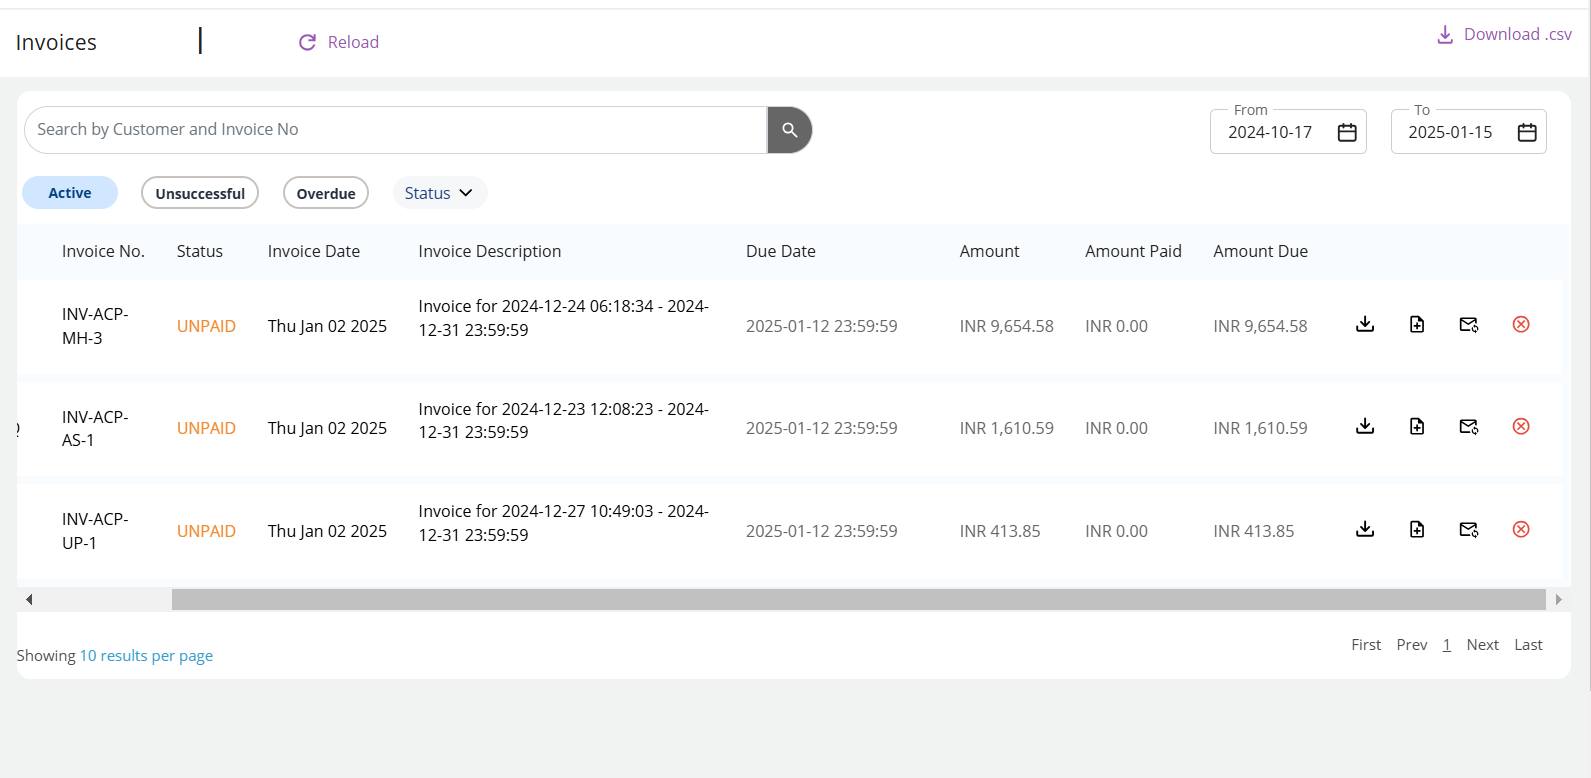 Invoices
Reload
Download .csv
Search by Customer and Invoice No
From
2024-10-17
To
2025-01-15
Active
Unsuccessful
Overdue
Status
Invoice No. Status Invoice Date Invoice Description Due Date Amount Amount Paid Amount Due
INV-ACP-
MH-3
UNPAID
Thu Jan 02 2025
Invoice for 2024-12-24 06:18:34 - 2024-
12-31 23:59:59
2025-01-12 23:59:59
INR 9,654.58
INR 0.00
INR 9,654.58
INV-ACP-
AS-1
UNPAID
Thu Jan 02 2025
Invoice for 2024-12-23 12:08:23 - 2024-
12-31 23:59:59
2025-01-12 23:59:59
INR 1,610.59
INR 0.00
INR 1,610.59
INV-ACP-
UP-1
UNPAID
Thu Jan 02 2025
Invoice for 2024-12-27 10:49:03 - 2024-
12-31 23:59:59
2025-01-12 23:59:59
INR 413.85
INR 0.00
INR 413.85
Showing 10 results per page
First Prev 1 Next Last